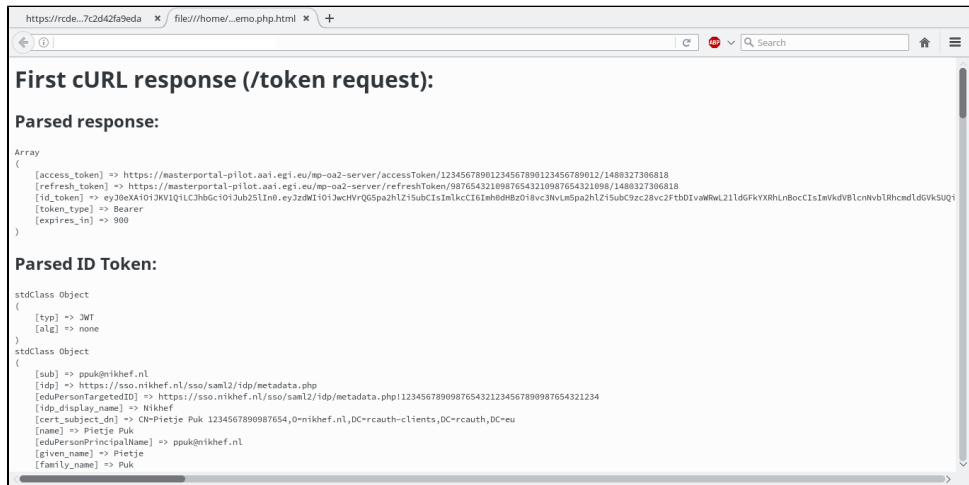 https://rcde...7c2d42fa9eda
file:///home/...emo.php.html
ABP
Search
First cURL response (/token request):
Parsed response:
Array
(
[access_token] => https://masterportal-pilot.aai.egi.eu/mp-oa2-server/accessToken/12345678901234567890123456789012/1480327306818
[refresh_token] => https://masterportal-pilot.aai.egi.eu/mp-oa2-server/refreshToken/98765432109876543210987654321098/1480327306818
[token_type] => Bearer
[expires_in] => 900
)
Parsed ID Token:
stdClass Object
(
[typ] => JWT
[alg] => none
)
stdClass Object
(
[sub] => ppuk@nikhef.nl
[idp] => https://sso.nikhef.nl/sso/saml2/idp/metadata.php
[eduPersonTargetedID] => https://sso.nikhef.nl/sso/saml2/idp/metadata.php!1234567890987654321234567890987654321234
[idp_display_name] => Nikhef
[cert_subject_dn] => CN=Pietje Puk 1234567890987654,O=nikhef.nl,DC=rcauth-clients,DC=rcauth,DC=eu
[name] => Pietje Puk
[eduPersonPrincipalName] => ppuk@nikhef.nl
[given_name] => Pietje
[family_name] => Puk